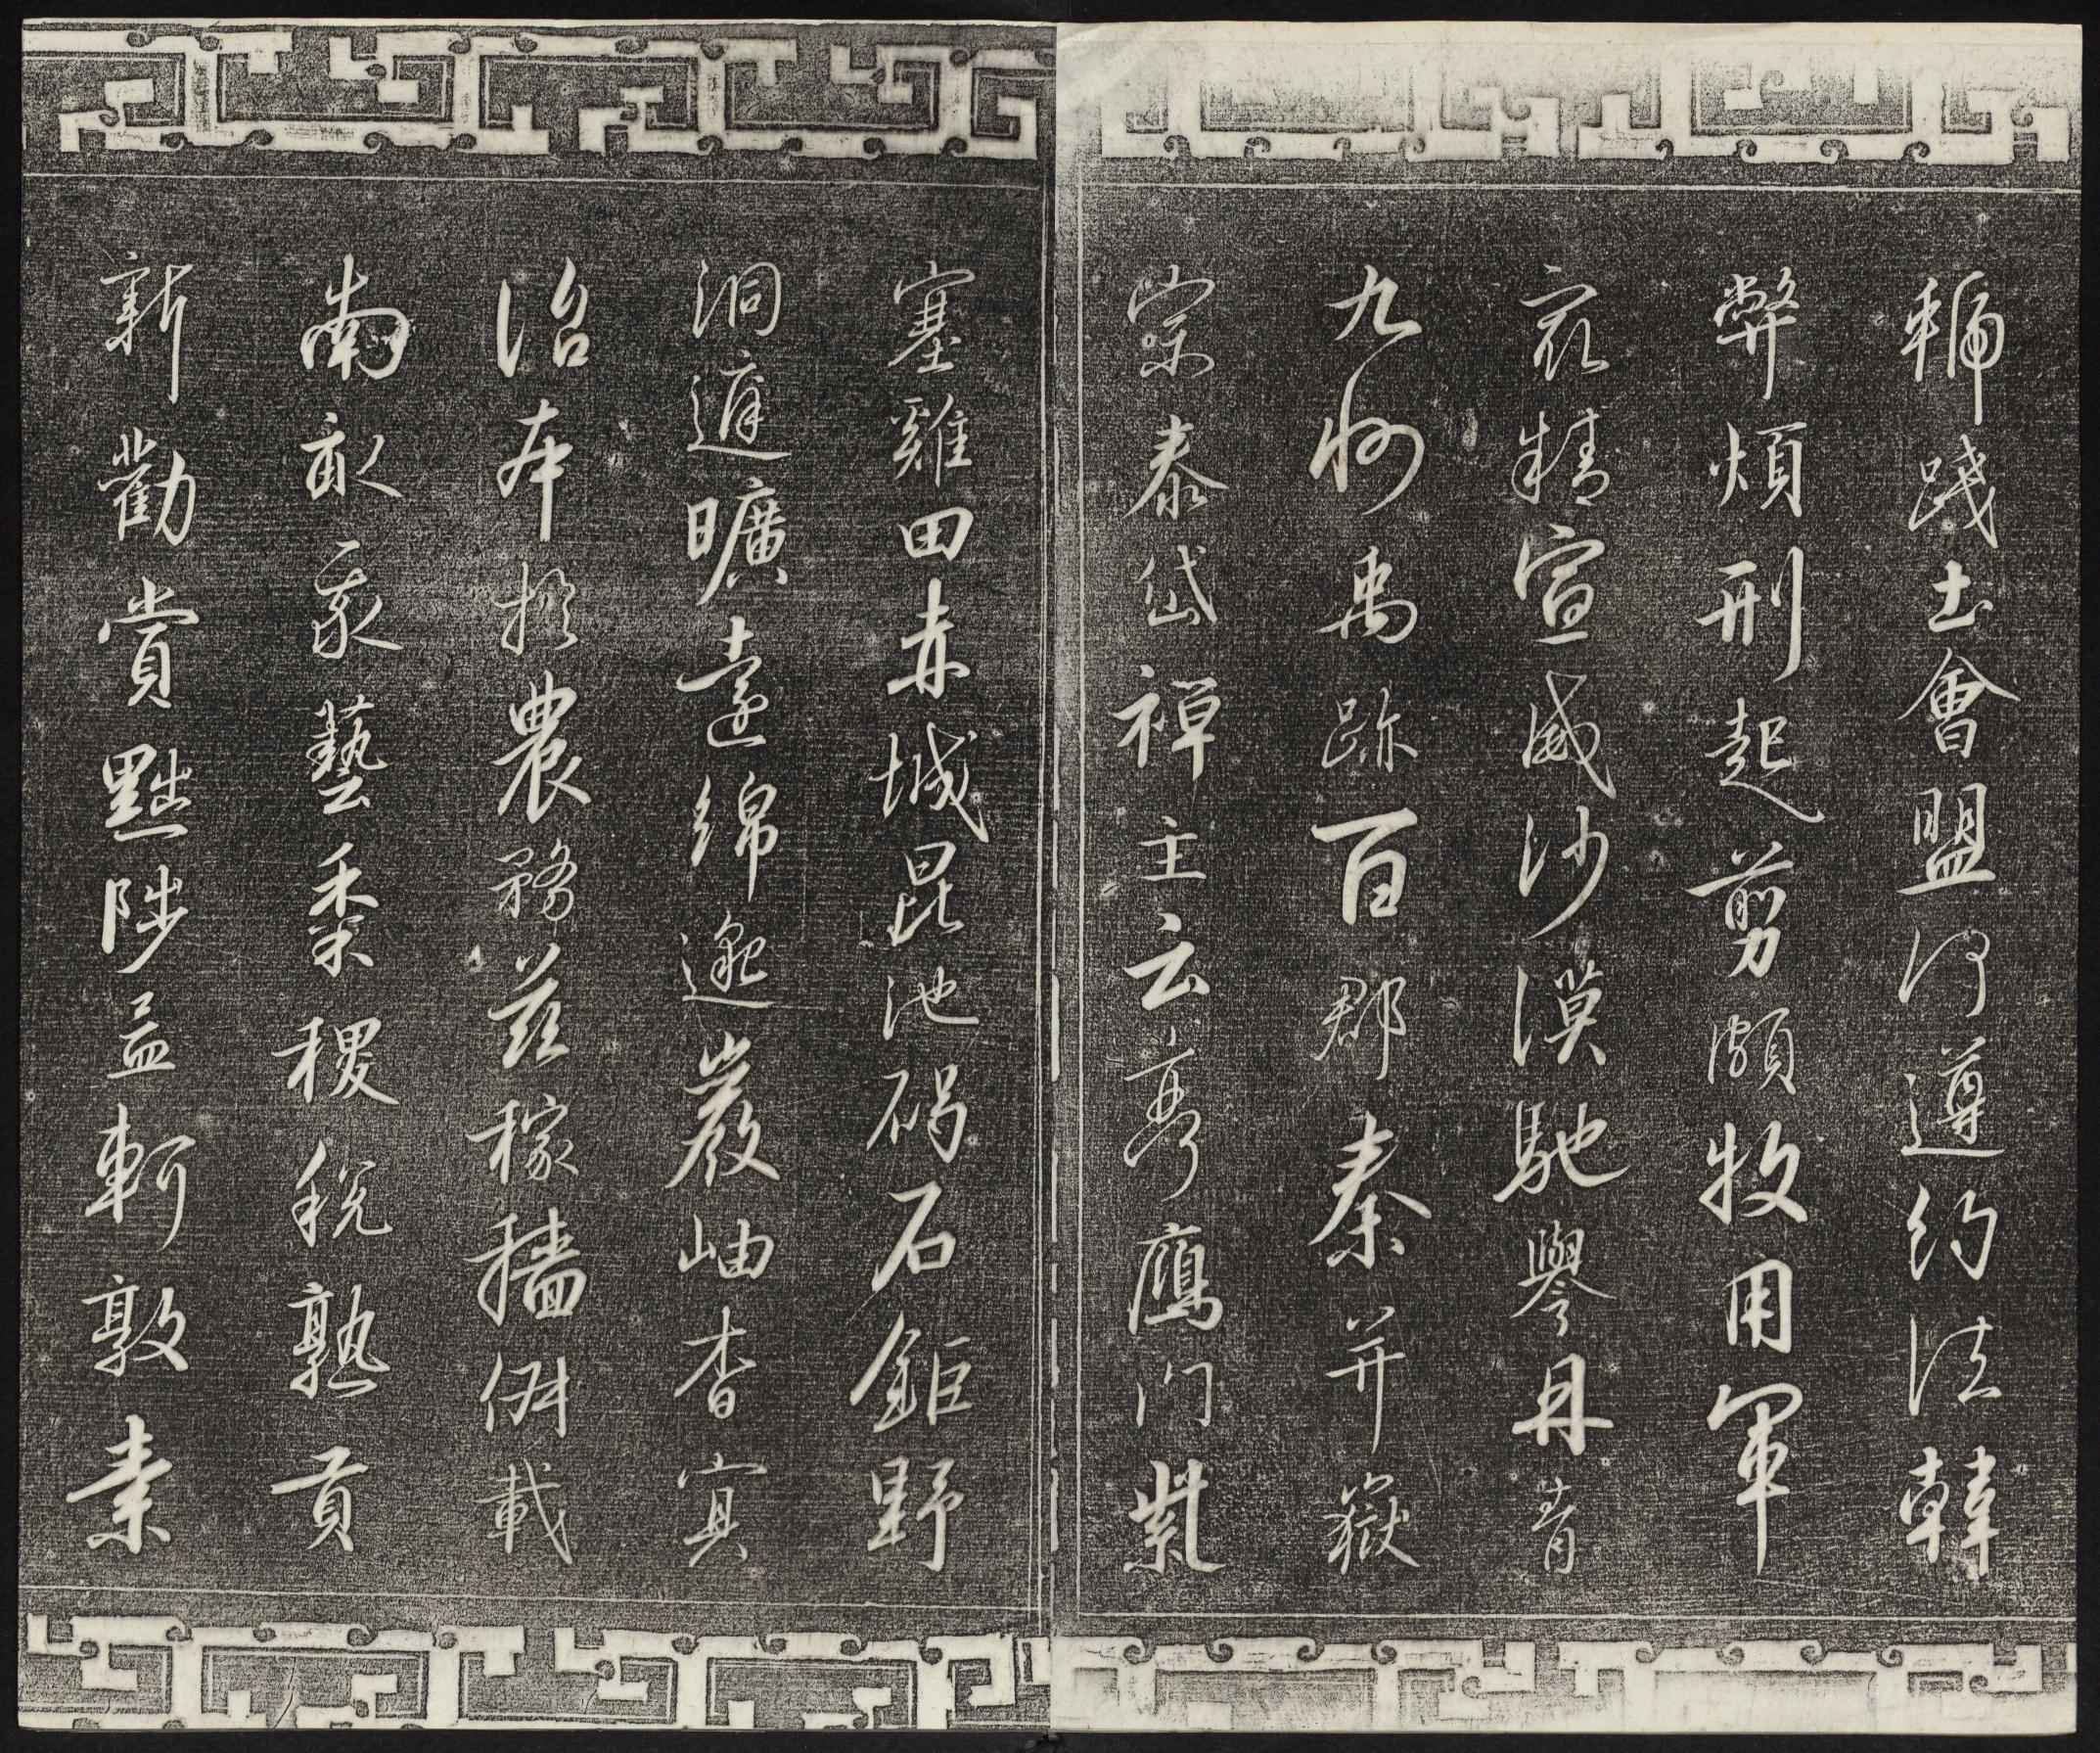 虢踐土會盟何遵約法韓
弊煩刑起翦頗牧用軍
最精宣威沙漠馳譽丹青
九州禹跡百郡秦并嶽
宗泰岱禪主云亭鴈門紫
塞雞田赤城昆池碣石鉅野
洞庭曠遠綿邈巖岫杳冥
治本於農務茲稼穡俶載
南畝我藝黍稷稅熟貢
新勸賞黜陟孟軻敦素